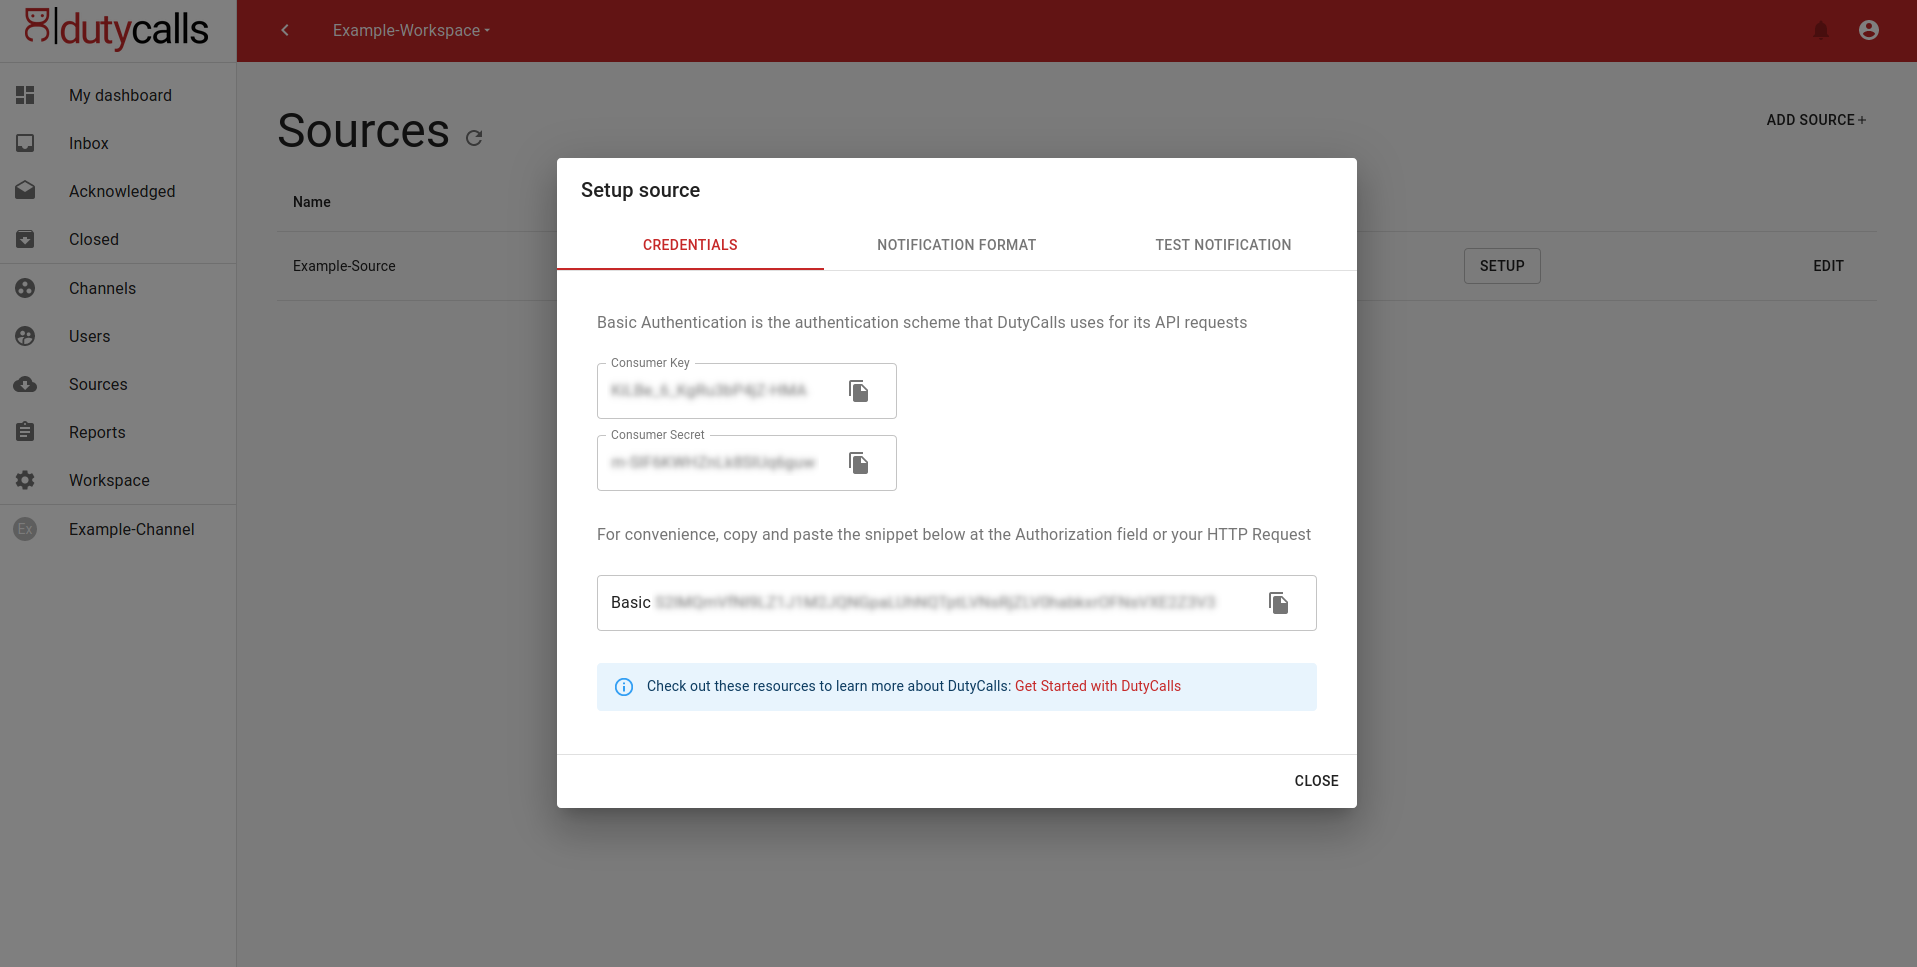 dutycalls
Example-Workspace
My dashboard
Inbox
Acknowledged
Closed
Channels
Users
Sources
Reports
Workspace
Ex Example-Channel
Sources
ADD SOURCE+
Name
Example-Source
SETUP
EDIT
Setup source
CREDENTIALS
NOTIFICATION FORMAT
TEST NOTIFICATION
Basic Authentication is the authentication scheme that DutyCalls uses for its API requests
Consumer Key
Consumer Secret
For convenience, copy and paste the snippet below at the Authorization field or your HTTP Request
Basic
Check out these resources to learn more about DutyCalls: Get Started with DutyCalls
CLOSE